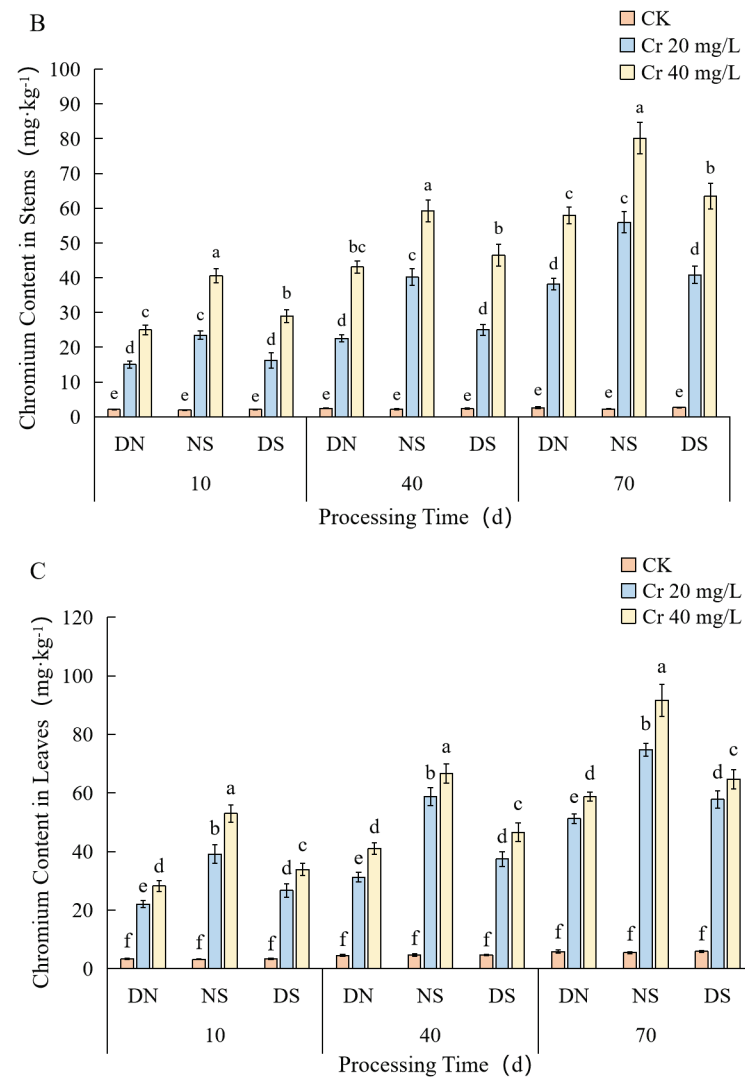 B
CK
Cr 20 mg/L
Cr 40 mg/L
Chromium Content in Stems (mg·kg⁻¹)
100
90
80
70
60
50
40
30
20
10
0
e d c e c a e d b e d bc e c a e d b e d c e c a e d b
DN NS DS DN NS DS DN NS DS
10 40 70
Processing Time (d)
C
CK
Cr 20 mg/L
Cr 40 mg/L
Chromium Content in Leaves (mg·kg⁻¹)
120
100
80
60
40
20
0
f e d f b a f d c f e d f b a f d c f e d f b a f d c
DN NS DS DN NS DS DN NS DS
10 40 70
Processing Time (d)